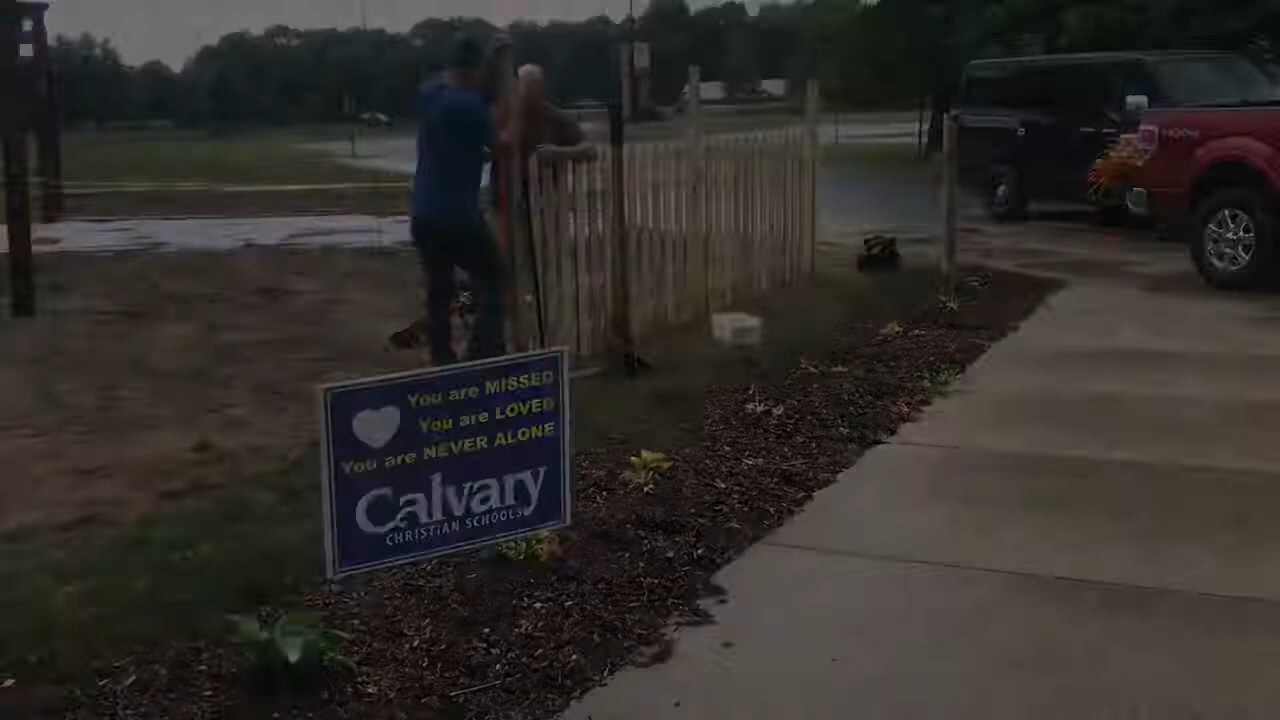 You are MISSED
You are LOVED
You are NEVER ALONE
Calvary
CHRISTIAN SCHOOLS